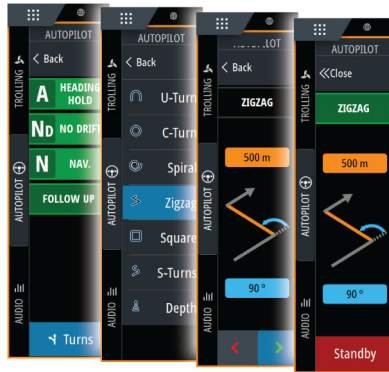 AUTOPILOT
< Back
TROLLING
A HEADING
HOLD
ND NO DRIFT
N NAV.
AUTOPILOT
FOLLOW UP
AUDIO
Turns
AUTOPILOT
< Back
TROLLING
U-Turn
C-Turn
Spiral
AUTOPILOT
Zigzag
Square
S-Turns
AUDIO
Depth
AUTOPILOT
< Back
TROLLING
ZIGZAG
500 m
AUTOPILOT
90 °
AUDIO
< >
AUTOPILOT
<<Close
TROLLING
ZIGZAG
500 m
AUTOPILOT
90 °
AUDIO
Standby